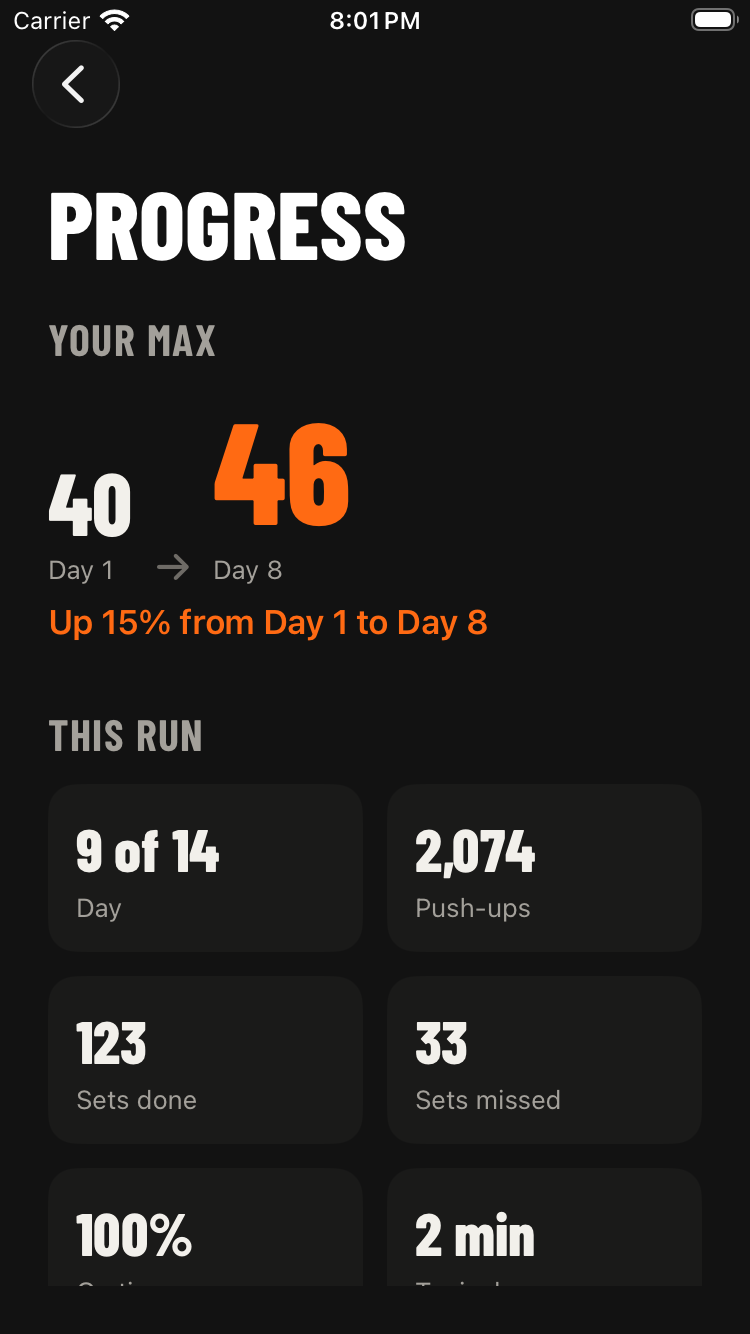 Carrier 8:01 PM
PROGRESS
YOUR MAX
40 46
Day 1 → Day 8
Up 15% from Day 1 to Day 8
THIS RUN
9 of 14 2,074
Day Push-ups
123 33
Sets done Sets missed
100% 2 min